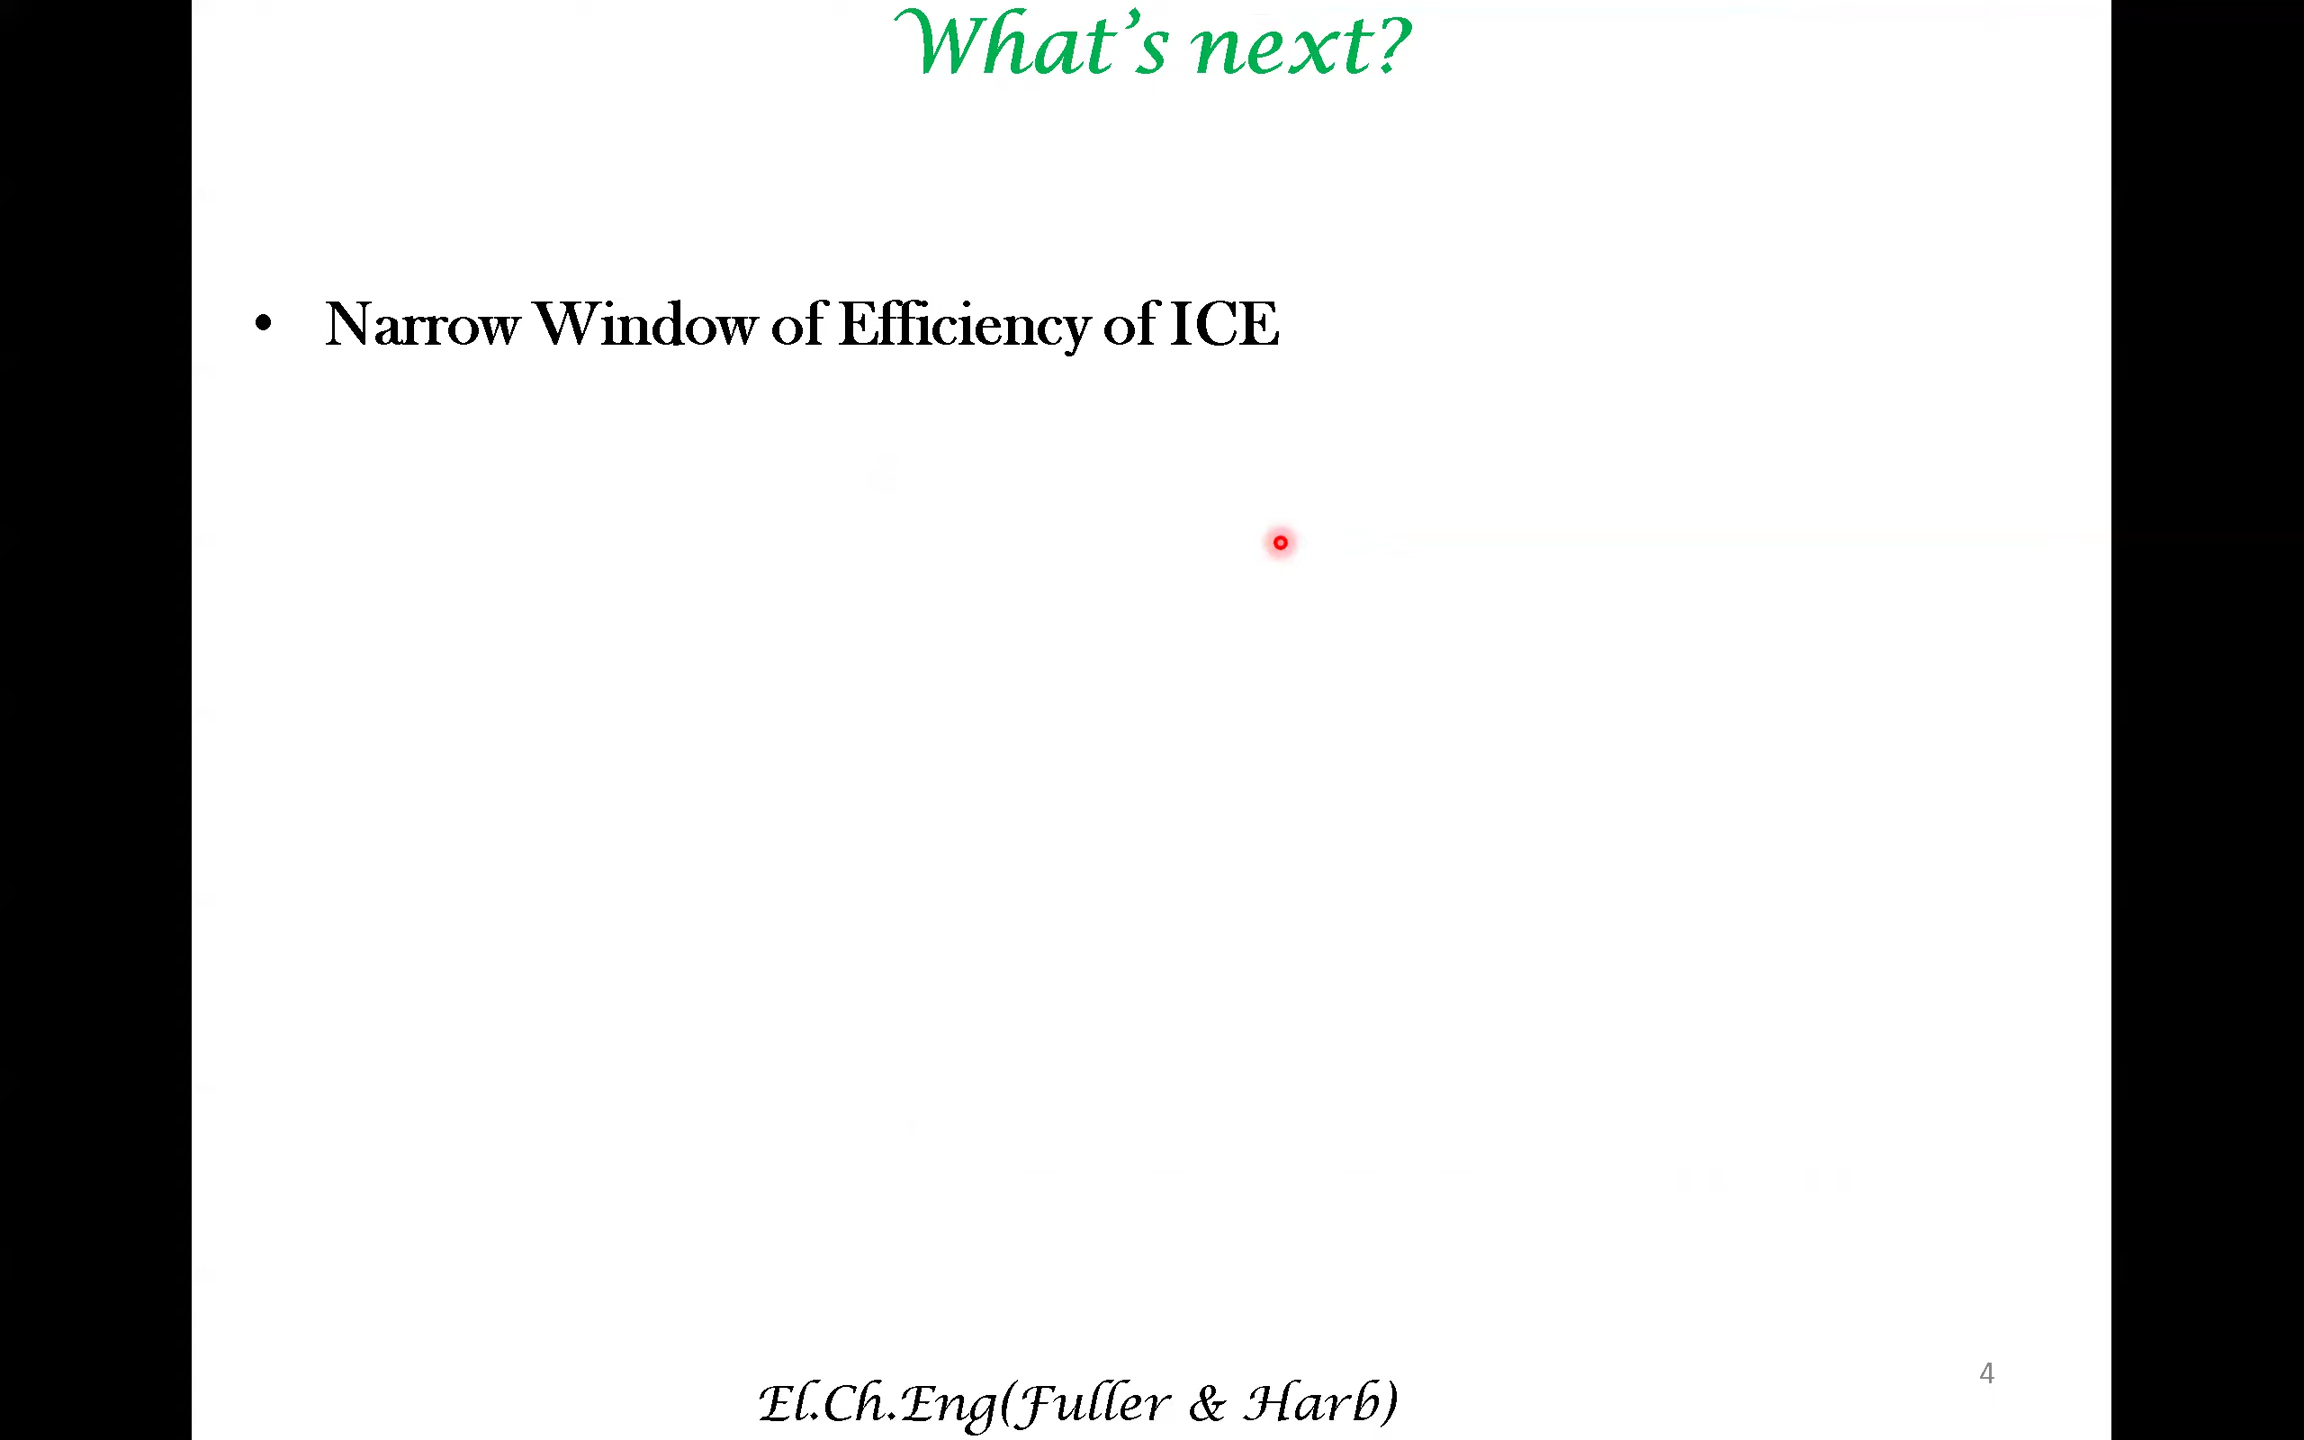 What's next?
• Narrow Window of Efficiency of ICE
El.Ch.Eng(Fuller & Harb)
4